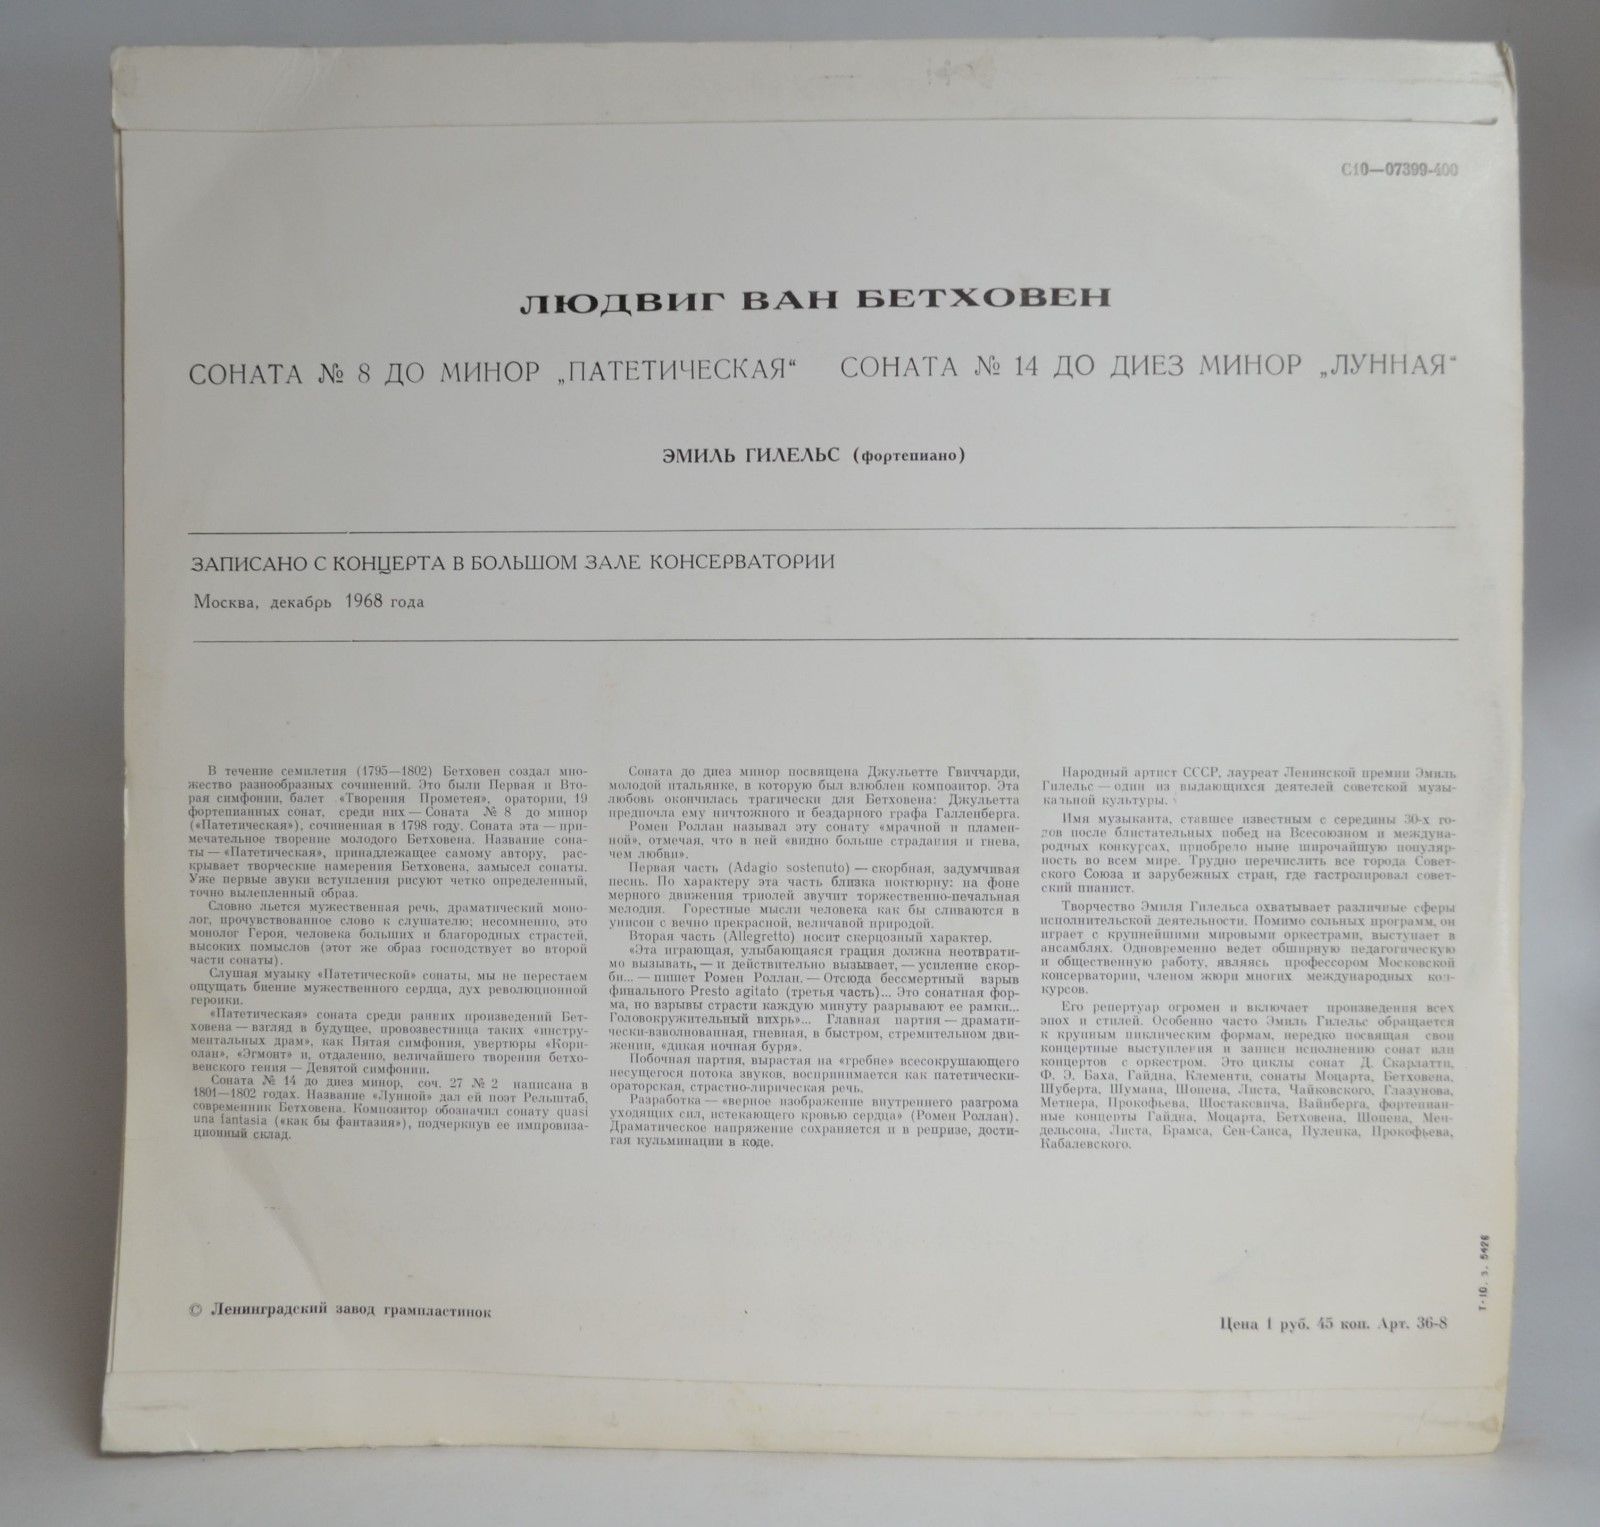 С10—07399-400
ЛЮДВИГ ВАН БЕТХОВЕН
СОНАТА № 8 ДО МИНОР „ПАТЕТИЧЕСКАЯ“ СОНАТА № 14 ДО ДИЕЗ МИНОР „ЛУННАЯ“
ЭМИЛЬ ГИЛЕЛЬС (фортепиано)
ЗАПИСАНО С КОНЦЕРТА В БОЛЬШОМ ЗАЛЕ КОНСЕРВАТОРИИ
Москва, декабрь 1968 года
В течение семилетия (1795—1802) Бетховен создал мно-
жество разнообразных сочинений. Это были Первая и Вто-
рая симфонии, балет «Творения Прометея», оратории, 19
фортепианных сонат, среди них — Соната № 8 до минор
(«Патетическая»), сочиненная в 1798 году. Соната эта — при-
мечательное творение молодого Бетховена. Название сона-
ты — «Патетическая», принадлежащее самому автору, рас-
крывает творческие намерения Бетховена, замысел сонаты.
Уже первые звуки вступления рисуют четко определенный,
точно вылепленный образ.
Словно льется мужественная речь, драматический моно-
лог, прочувствованное слово к слушателю; несомненно, это
монолог Героя, человека больших и благородных страстей,
высоких помыслов (этот же образ господствует во второй
части сонаты).
Слушая музыку «Патетической» сонаты, мы не перестаем
ощущать биение мужественного сердца, дух революционной
героики.
«Патетическая» соната среди ранних произведений Бет-
ховена — взгляд в будущее, провозвестница таких «инстру-
ментальных драм», как Пятая симфония, увертюры «Кори-
олан», «Эгмонт» и, отдаленно, величайшего творения бетхо-
венского гения — Девятой симфонии.
Соната № 14 до диез минор, соч. 27 № 2 написана в
1801—1802 годах. Название «Лунной» дал ей поэт Рельштаб,
современник Бетховена. Композитор обозначил сонату quasi
una fantasia («как бы фантазия»), подчеркнув ее импровиза-
ционный склад.
Соната до диез минор посвящена Джульетте Гвиччарди,
молодой итальянке, в которую был влюблен композитор. Эта
любовь окончилась трагически для Бетховена: Джульетта
предпочла ему ничтожного и бездарного графа Галленберга.
Ромен Роллан называл эту сонату «мрачной и пламен-
ной», отмечая, что в ней «видно больше страдания и гнева,
чем любви».
Первая часть (Adagio sostenuto) — скорбная, задумчивая
песнь. По характеру эта часть близка ноктюрну: на фоне
мерного движения триолей звучит торжественно-печальная
мелодия. Горестные мысли человека как бы сливаются в
унисон с вечно прекрасной, величавой природой.
Вторая часть (Allegretto) носит скерцозный характер.
«Эта играющая, улыбающаяся грация должна неотврати-
мо вызывать, — и действительно вызывает, — усиление скор-
би... — пишет Ромен Роллан. — Отсюда бессмертный взрыв
финального Presto agitato (третья часть)... Это сонатная фор-
ма, но взрывы страсти каждую минуту разрывают ее рамки...
Головокружительный вихрь»... Главная партия — драмати-
чески-взволнованная, гневная, в быстром, стремительном дви-
жении, «дикая ночная буря».
Побочная партия, вырастая на «гребне» всесокрушающего
несущегося потока звуков, воспринимается как патетически-
ораторская, страстно-лирическая речь.
Разработка — «верное изображение внутреннего разгрома
уходящих сил, истекающего кровью сердца» (Ромен Роллан).
Драматическое напряжение сохраняется и в репризе, дости-
гая кульминации в коде.
Народный артист СССР, лауреат Ленинской премии Эмиль
Гилельс — один из выдающихся деятелей советской музы-
кальной культуры.
Имя музыканта, ставшее известным с середины 30-х го-
дов после блистательных побед на Всесоюзном и междуна-
родных конкурсах, приобрело ныне широчайшую популяр-
ность во всем мире. Трудно перечислить все города Совет-
ского Союза и зарубежных стран, где гастролировал совет-
ский пианист.
Творчество Эмиля Гилельса охватывает различные сферы
исполнительской деятельности. Помимо сольных программ, он
играет с крупнейшими мировыми оркестрами, выступает в
ансамблях. Одновременно ведет обширную педагогическую
и общественную работу, являясь профессором Московской
консерватории, членом жюри многих международных кон-
курсов.
Его репертуар огромен и включает произведения всех
эпох и стилей. Особенно часто Эмиль Гилельс обращается
к крупным циклическим формам, нередко посвящая свои
концертные выступления и записи исполнению сонат или
концертов с оркестром. Это циклы сонат Д. Скарлатти,
Ф. Э. Баха, Гайдна, Клементи, сонаты Моцарта, Бетховена,
Шуберта, Шумана, Шопена, Листа, Чайковского, Глазунова,
Метнера, Прокофьева, Шостаковича, Вайнберга, фортепиан-
ные концерты Гайдна, Моцарта, Бетховена, Шопена, Мен-
дельсона, Листа, Брамса, Сен-Санса, Пуленка, Прокофьева,
Кабалевского.
© Ленинградский завод грампластинок
Цена 1 руб. 45 коп. Арт. 36-8
Т-10. з. 5426